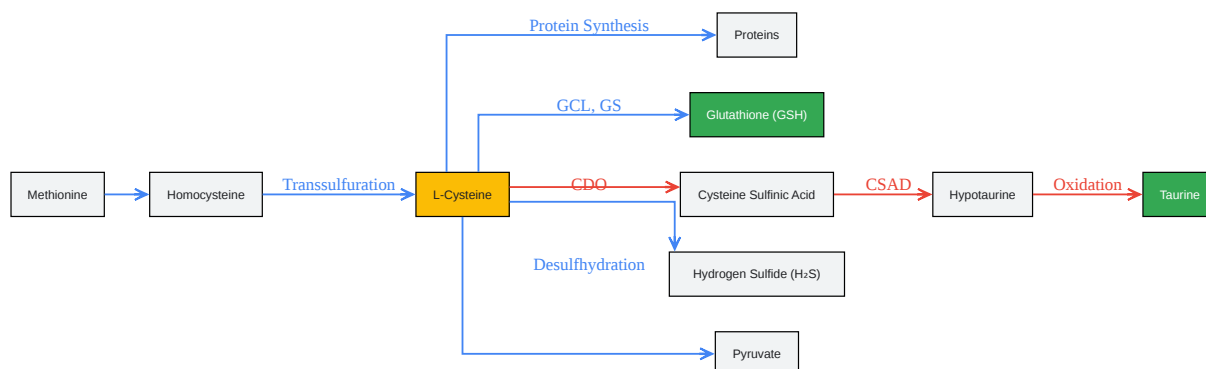 Protein Synthesis
Proteins
GCL, GS
Glutathione (GSH)
Methionine
Homocysteine
Transsulfuration
L-Cysteine
CDO
Cysteine Sulfinic Acid
CSAD
Hypotaurine
Oxidation
Taurine
Desulfhydration
Hydrogen Sulfide (H₂S)
Pyruvate